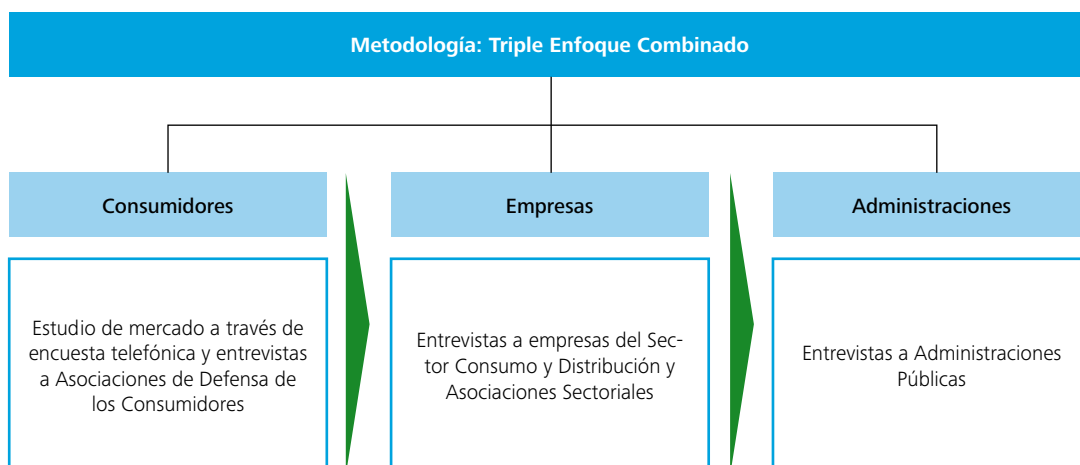 Metodología: Triple Enfoque Combinado
Consumidores
Empresas
Administraciones
Estudio de mercado a través de
encuesta telefónica y entrevistas
a Asociaciones de Defensa de
los Consumidores
Entrevistas a empresas del Sec-
tor Consumo y Distribución y
Asociaciones Sectoriales
Entrevistas a Administraciones
Públicas